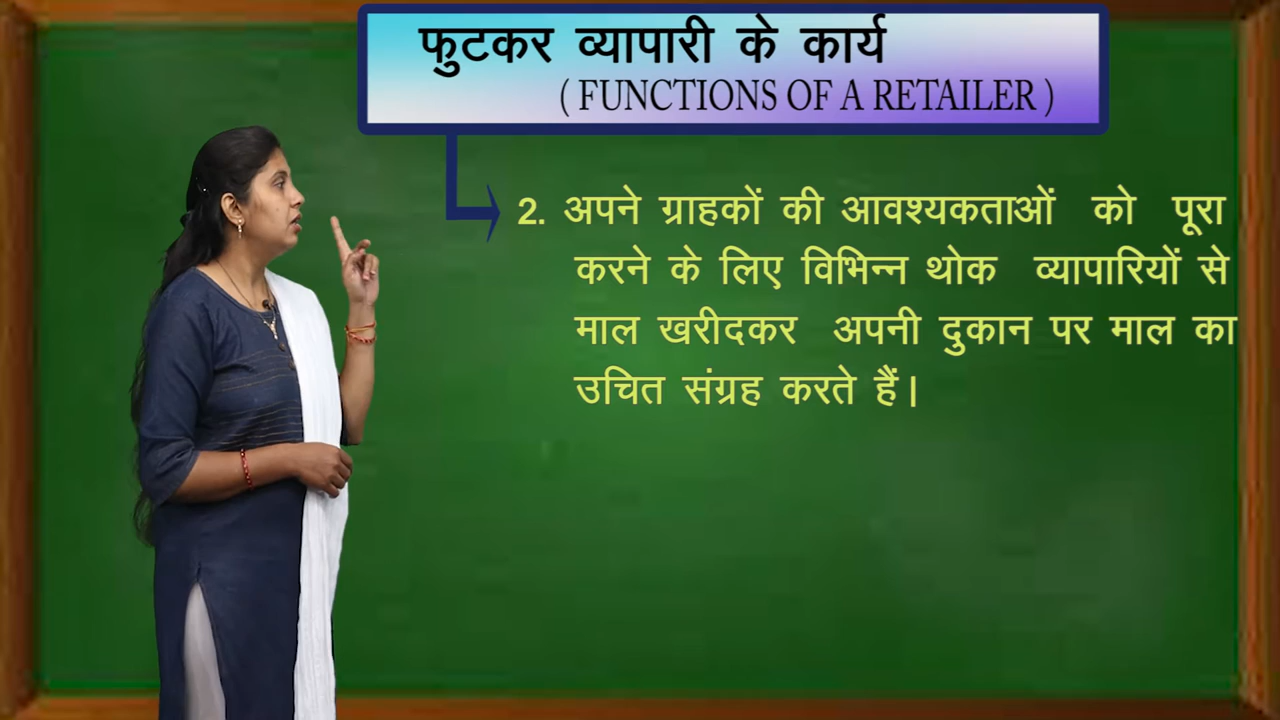 फुटकर व्यापारी के कार्य
( FUNCTIONS OF A RETAILER )
2. अपने ग्राहकों की आवश्यकताओं को पूरा
करने के लिए विभिन्न थोक व्यापारियों से
माल खरीदकर अपनी दुकान पर माल का
उचित संग्रह करते हैं।